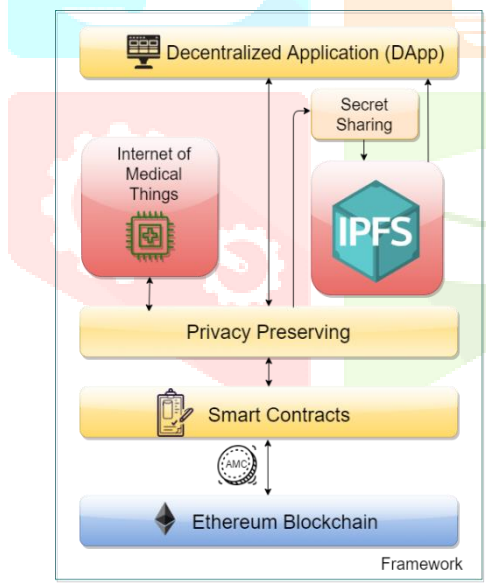 Decentralized Application (DApp)
Secret
Sharing
Internet of
Medical
Things
IPFS
Privacy Preserving
Smart Contracts
AMC
Ethereum Blockchain
Framework